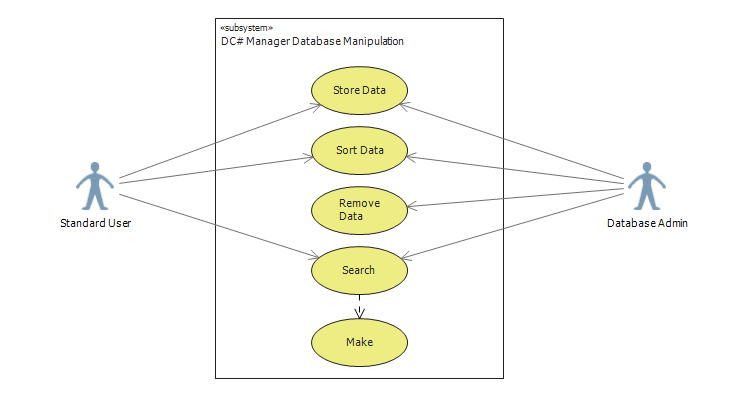 «subsystem»
DC# Manager Database Manipulation
Store Data
Sort Data
Remove
Data
Search
Make
Standard User
Database Admin